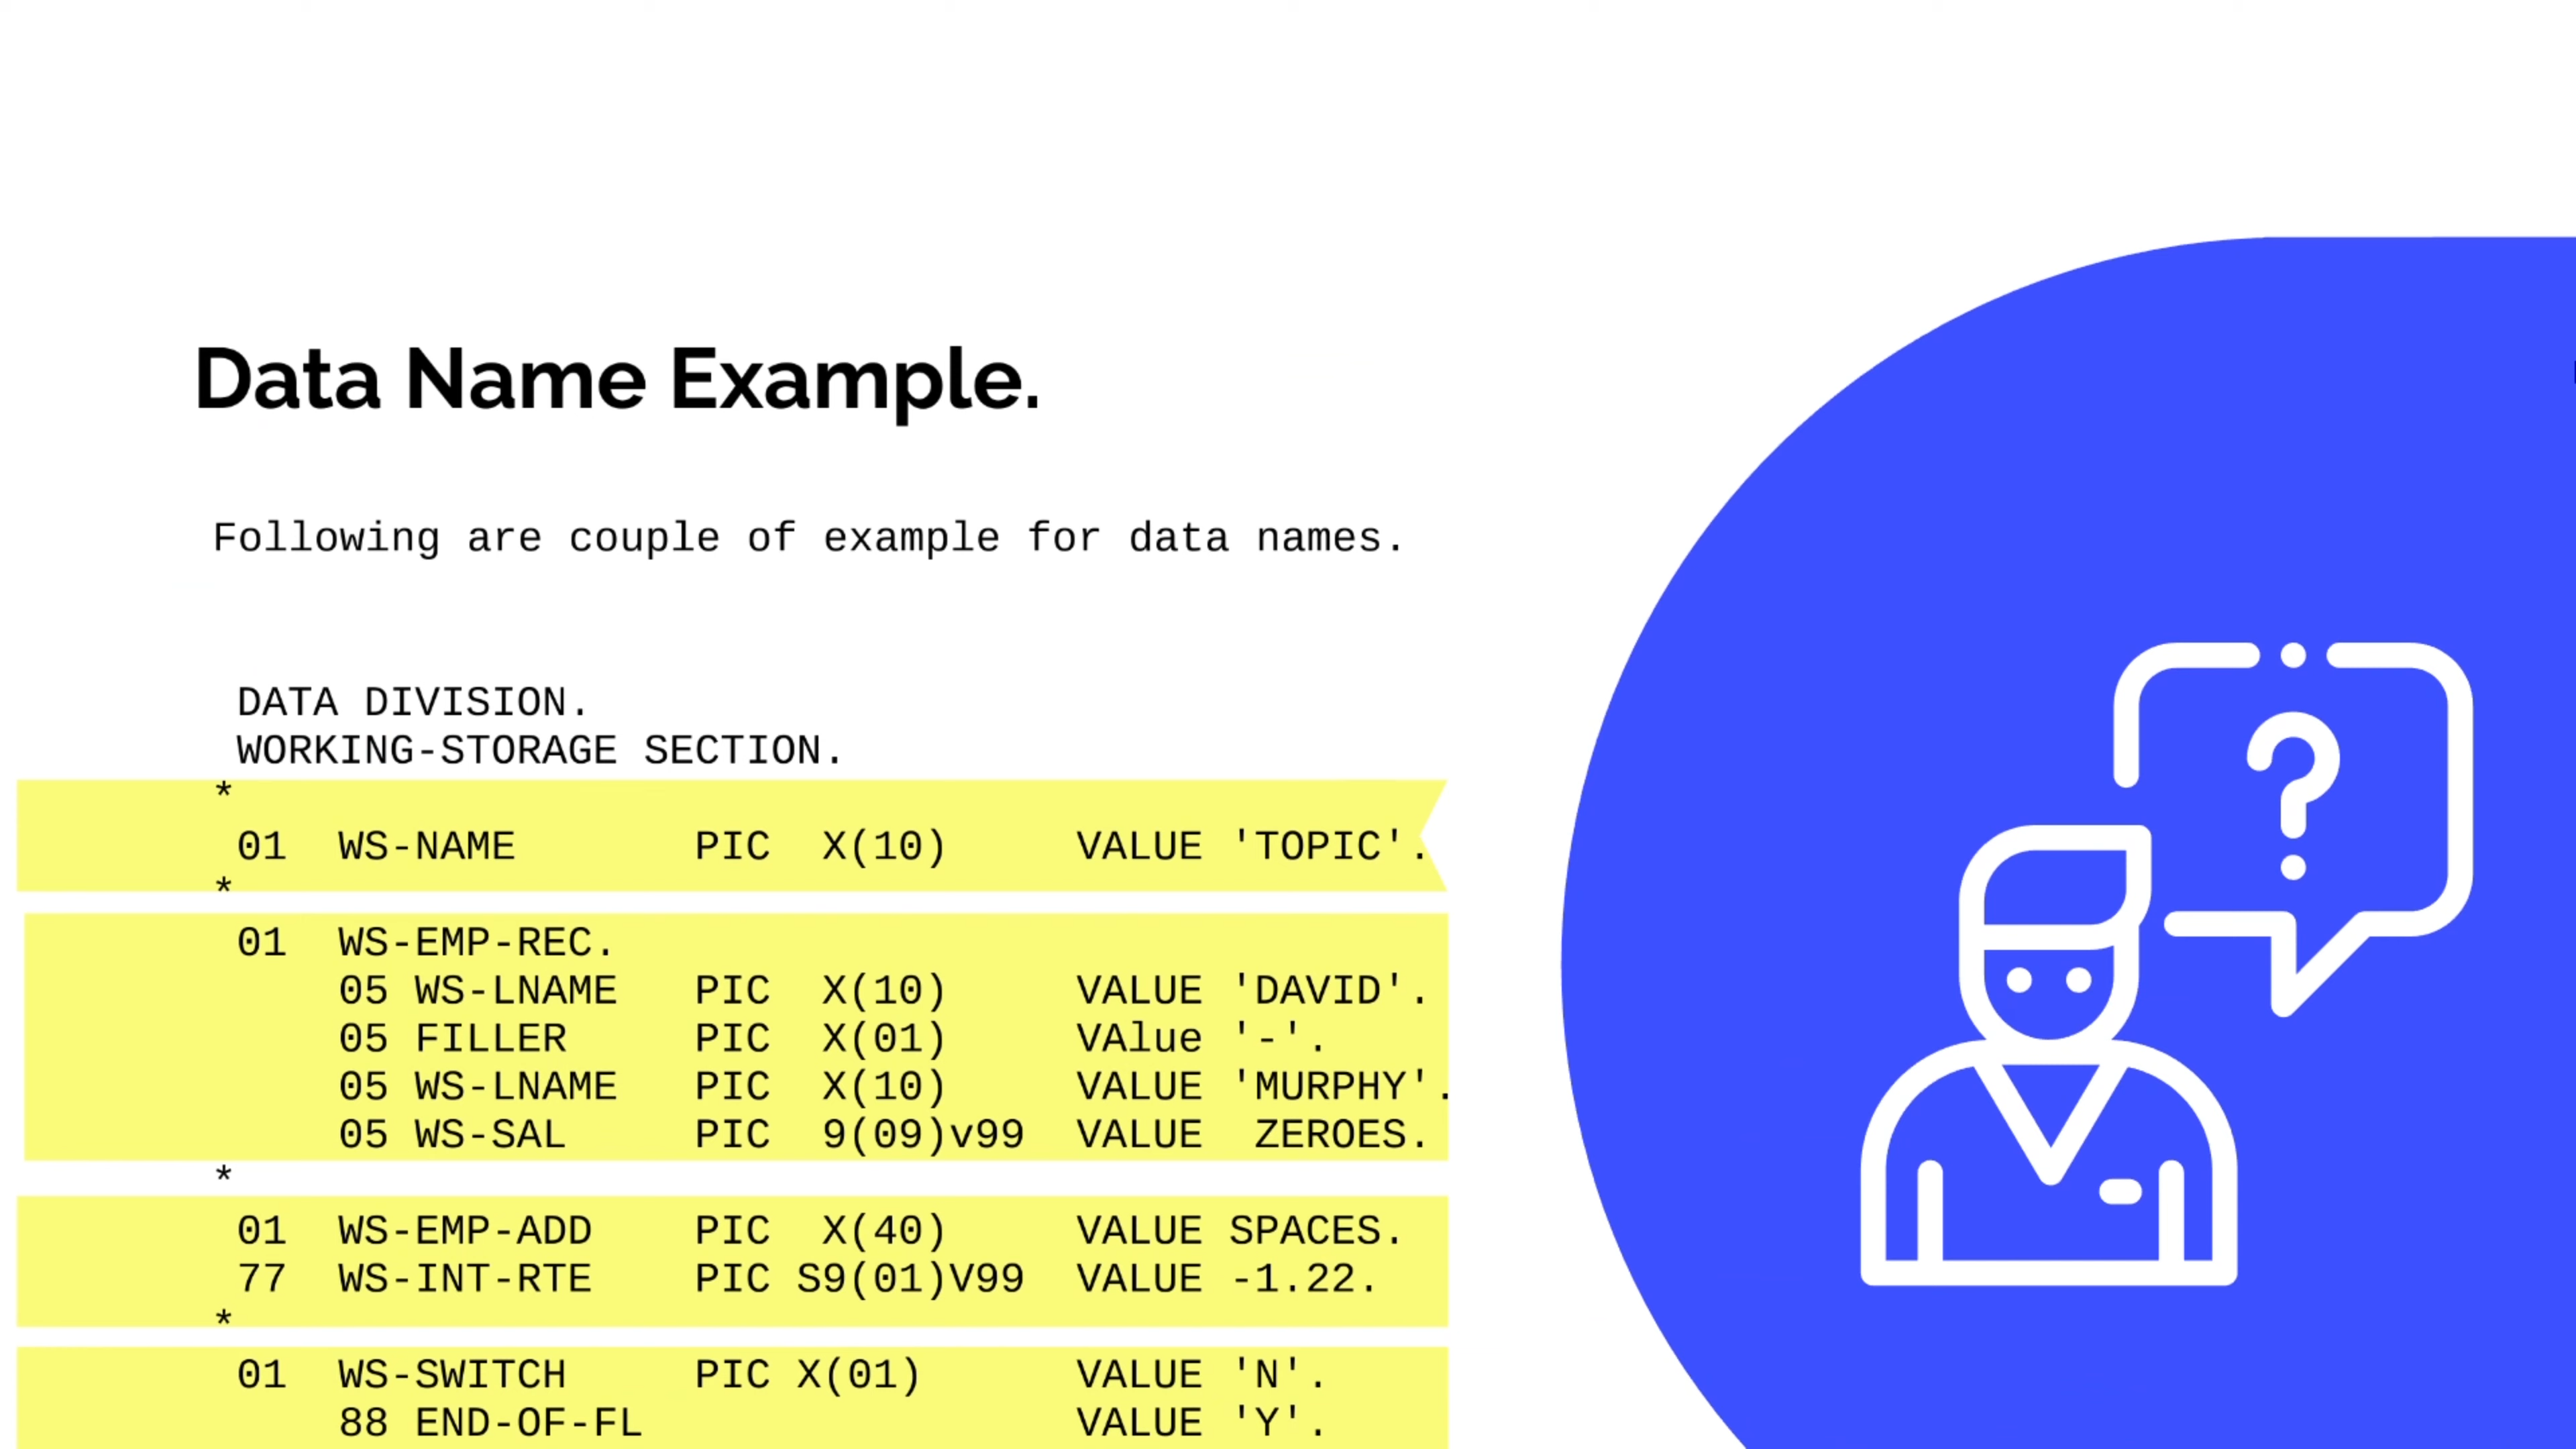 Data Name Example.
Following are couple of example for data names.
DATA DIVISION.
WORKING-STORAGE SECTION.
*
01  WS-NAME       PIC  X(10)     VALUE 'TOPIC'.
*
01  WS-EMP-REC.
    05 WS-LNAME   PIC  X(10)     VALUE 'DAVID'.
    05 FILLER     PIC  X(01)     VAlue '-'.
    05 WS-LNAME   PIC  X(10)     VALUE 'MURPHY'.
    05 WS-SAL     PIC  9(09)v99  VALUE  ZEROES.
*
01  WS-EMP-ADD    PIC  X(40)     VALUE SPACES.
77  WS-INT-RTE    PIC S9(01)V99  VALUE -1.22.
*
01  WS-SWITCH     PIC X(01)      VALUE 'N'.
    88 END-OF-FL                 VALUE 'Y'.
?